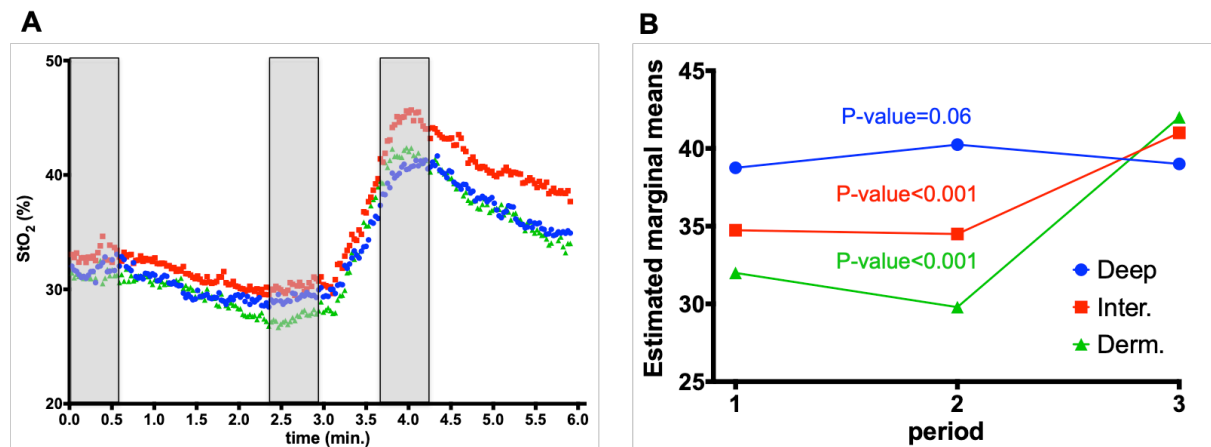 A
50
40
30
20
stO2 (%)
0.0 0.5 1.0 1.5 2.0 2.5 3.0 3.5 4.0 4.5 5.0 5.5 6.0
time (min.)
B
45
40
35
30
25
Estimated marginal means
P-value=0.06
P-value<0.001
P-value<0.001
Deep
Inter.
Derm.
1 2 3
period